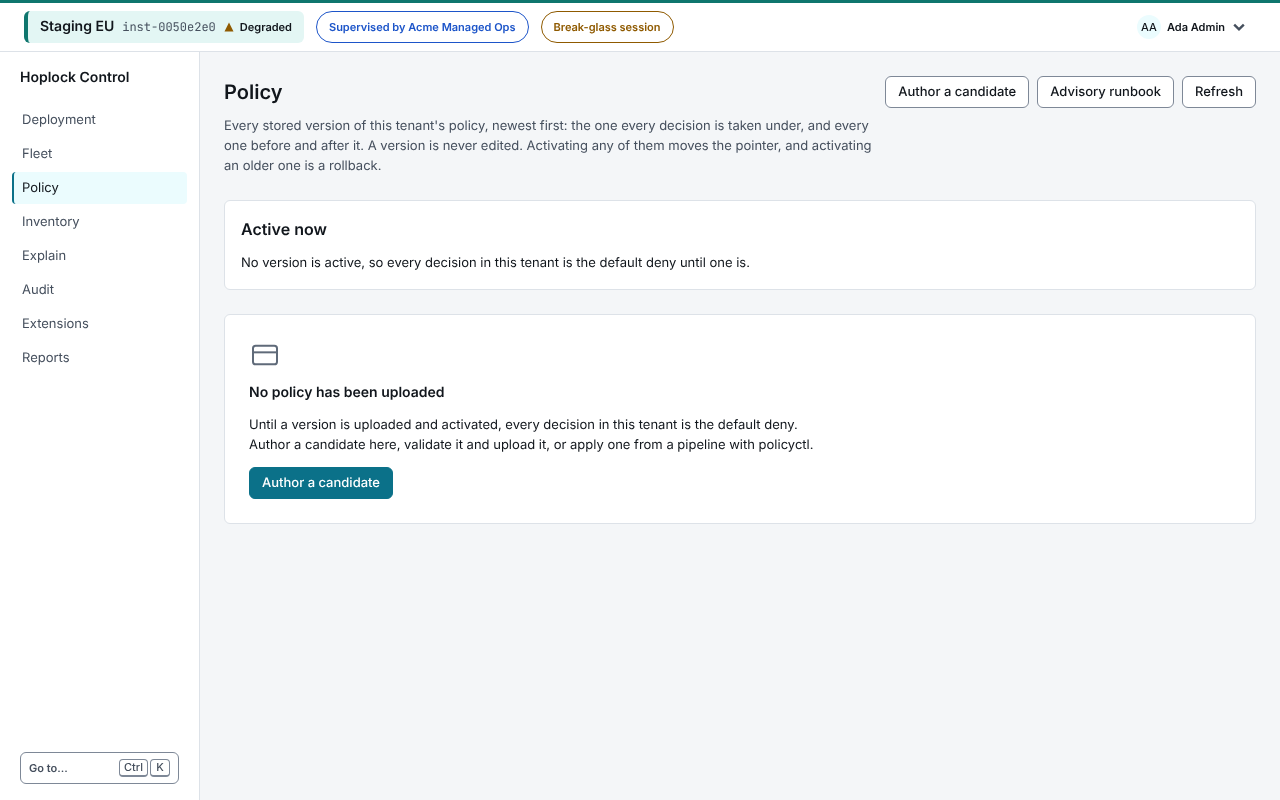 Staging EU inst-0050e2e0 Degraded Supervised by Acme Managed Ops Break-glass session AA Ada Admin
Hoplock Control
Deployment
Fleet
Policy
Inventory
Explain
Audit
Extensions
Reports
Go to... Ctrl K
Policy
Author a candidate Advisory runbook Refresh
Every stored version of this tenant's policy, newest first: the one every decision is taken under, and every
one before and after it. A version is never edited. Activating any of them moves the pointer, and activating
an older one is a rollback.
Active now
No version is active, so every decision in this tenant is the default deny until one is.
No policy has been uploaded
Until a version is uploaded and activated, every decision in this tenant is the default deny.
Author a candidate here, validate it and upload it, or apply one from a pipeline with policyctl.
Author a candidate